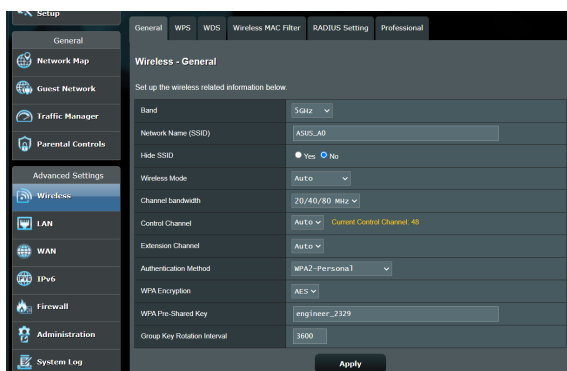 Setup
General
Network Map
Guest Network
Traffic Manager
Parental Controls
Advanced Settings
Wireless
LAN
WAN
IPv6
Firewall
Administration
System Log
General WPS WDS Wireless MAC Filter RADIUS Setting Professional
Wireless - General
Set up the wireless related information below.
Band 5GHz
Network Name (SSID) ASUS_A0
Hide SSID Yes No
Wireless Mode Auto
Channel bandwidth 20/40/80 MHz
Control Channel Auto Current Control Channel: 48
Extension Channel Auto
Authentication Method WPA2-Personal
WPA Encryption AES
WPA Pre-Shared Key engineer_2329
Group Key Rotation Interval 3600
Apply